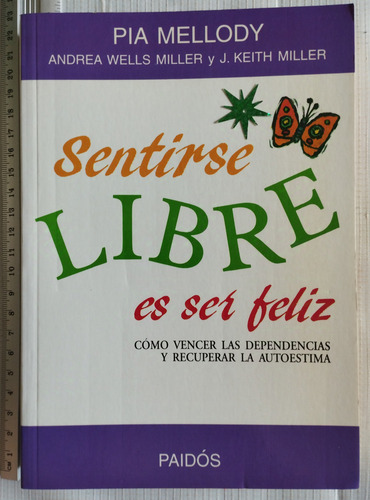 PIA MELLODY
ANDREA WELLS MILLER y J. KEITH MILLER
Sentirse
LIBRE
es ser feliz
CÓMO VENCER LAS DEPENDENCIAS
Y RECUPERAR LA AUTOESTIMA
PAIDÓS